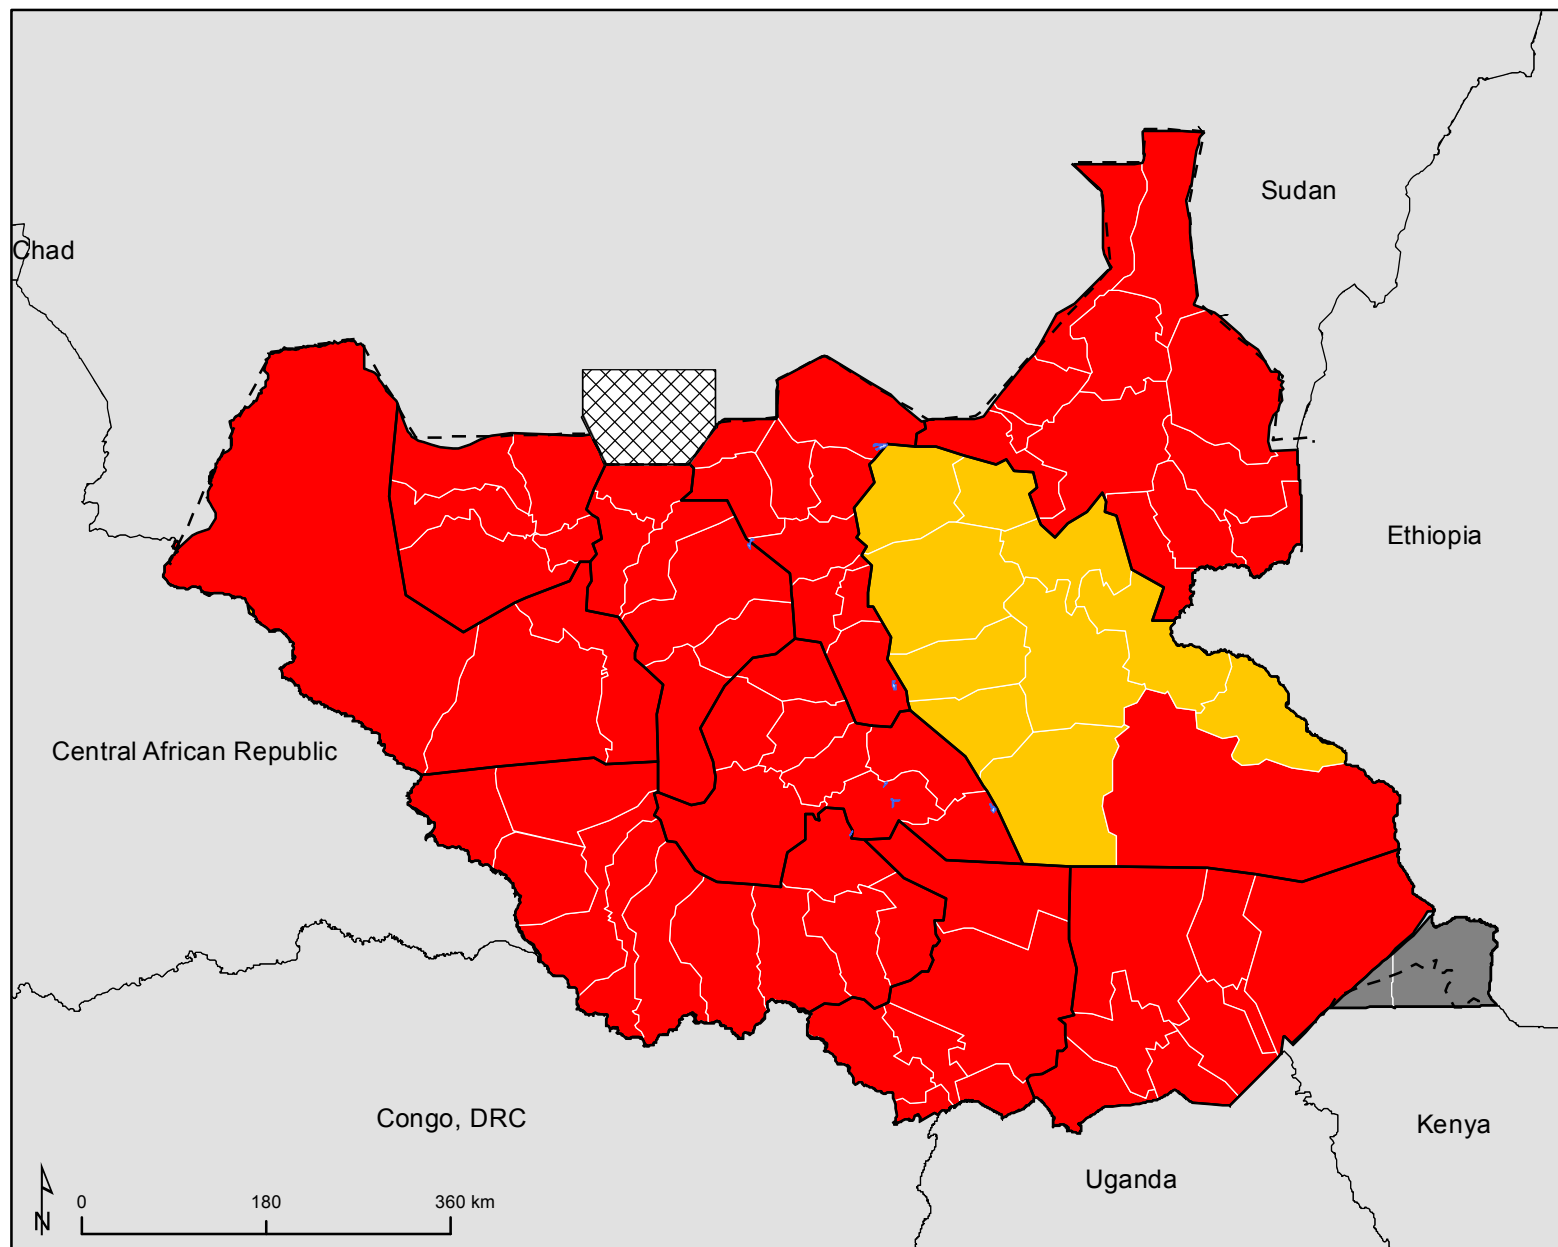 Sudan
Chad
Ethiopia
Central African Republic
Congo, DRC
Kenya
Uganda
N
0 180 360 km